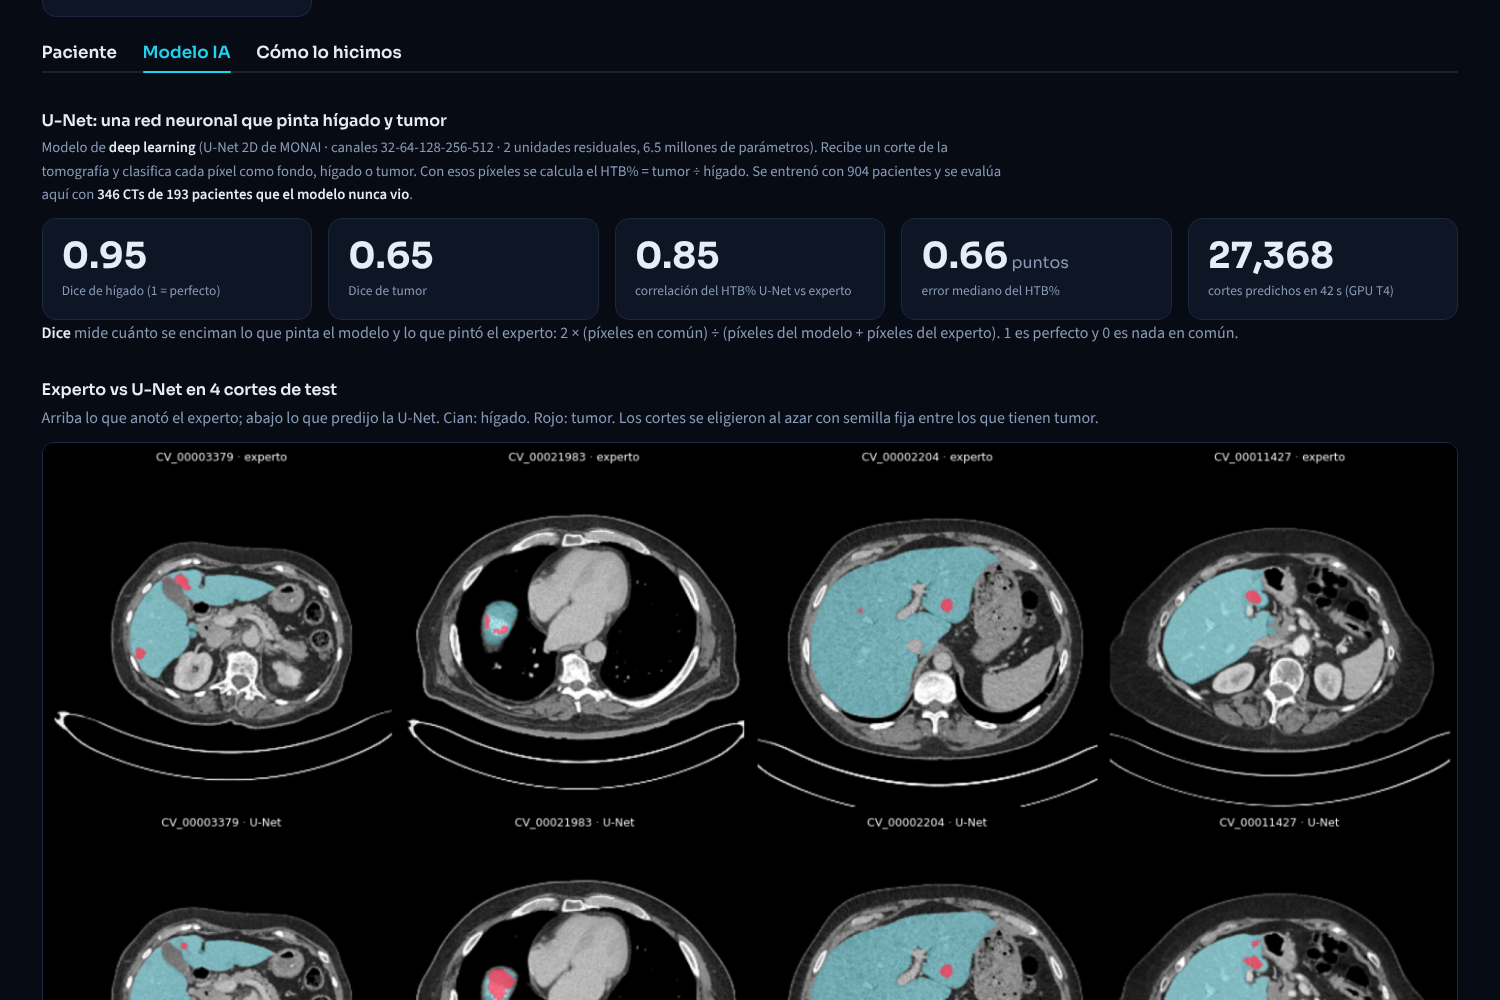 Paciente Modelo IA Cómo lo hicimos
U-Net: una red neuronal que pinta hígado y tumor
Modelo de deep learning (U-Net 2D de MONAI · canales 32-64-128-256-512 · 2 unidades residuales, 6.5 millones de parámetros). Recibe un corte de la
tomografía y clasifica cada píxel como fondo, hígado o tumor. Con esos píxeles se calcula el HTB% = tumor ÷ hígado. Se entrenó con 904 pacientes y se evalúa
aquí con 346 CTs de 193 pacientes que el modelo nunca vio.
0.95
Dice de hígado (1 = perfecto)
0.65
Dice de tumor
0.85
correlación del HTB% U-Net vs experto
0.66 puntos
error mediano del HTB%
27,368
cortes predichos en 42 s (GPU T4)
Dice mide cuánto se enciman lo que pinta el modelo y lo que pintó el experto: 2 × (píxeles en común) ÷ (píxeles del modelo + píxeles del experto). 1 es perfecto y 0 es nada en común.
Experto vs U-Net en 4 cortes de test
Arriba lo que anotó el experto; abajo lo que predijo la U-Net. Cian: hígado. Rojo: tumor. Los cortes se eligieron al azar con semilla fija entre los que tienen tumor.
CV_00003379 · experto
CV_00021983 · experto
CV_00002204 · experto
CV_00011427 · experto
CV_00003379 · U-Net
CV_00021983 · U-Net
CV_00002204 · U-Net
CV_00011427 · U-Net